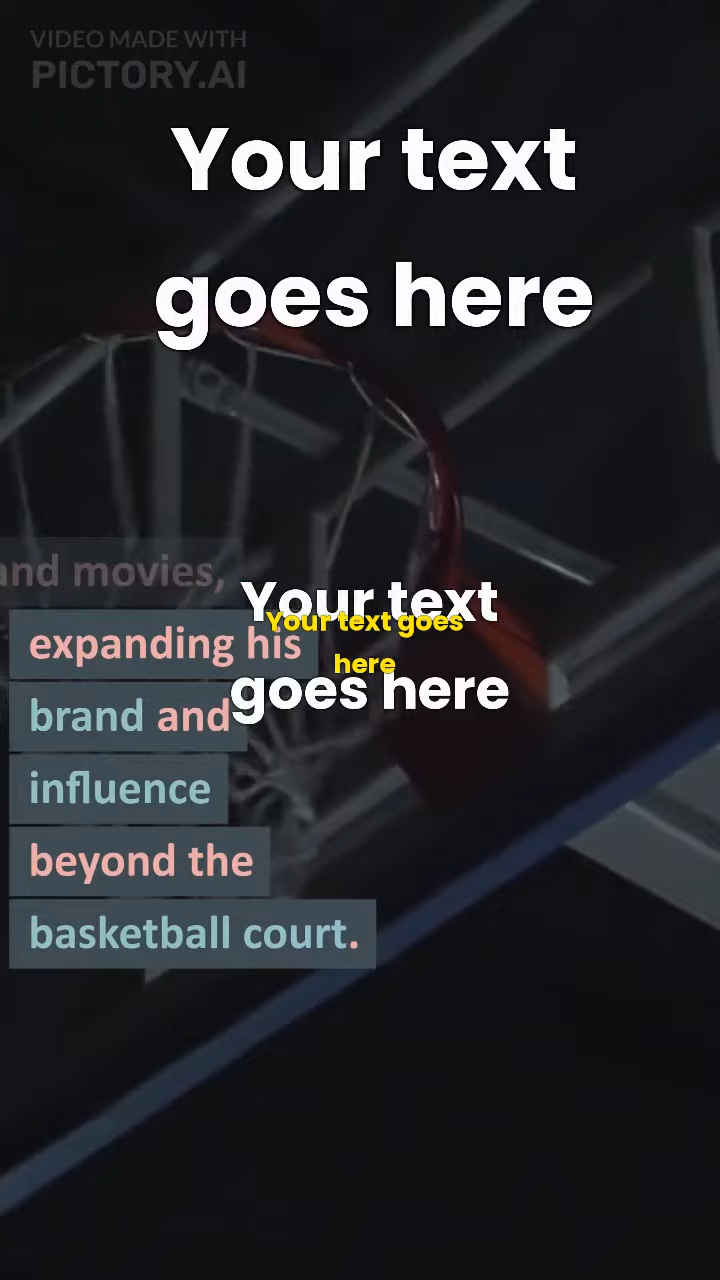 VIDEO MADE WITH
PICTORY.AI
Your text
goes here
and movies,
expanding his
brand and
influence
beyond the
basketball court.
Your text
goes here
Your text goes
here